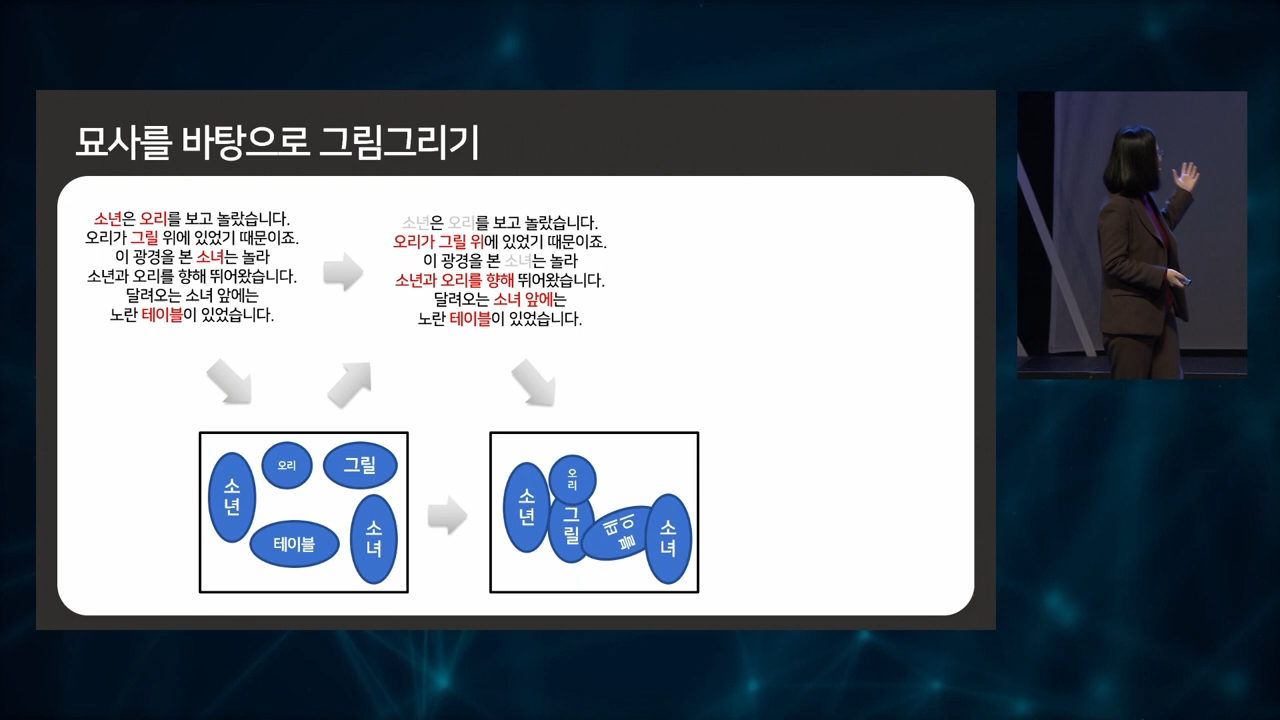 묘사를 바탕으로 그림그리기
소년은 오리를 보고 놀랐습니다.
오리가 그릴 위에 있었기 때문이죠.
이 광경을 본 소녀는 놀라
소년과 오리를 향해 뛰어왔습니다.
달려오는 소녀 앞에는
노란 테이블이 있었습니다.
소년은 오리를 보고 놀랐습니다.
오리가 그릴 위에 있었기 때문이죠.
이 광경을 본 소녀는 놀라
소년과 오리를 향해 뛰어왔습니다.
달려오는 소녀 앞에는
노란 테이블이 있었습니다.
소년
오리
그릴
테이블
소녀
소년
오리
그릴
테이블
소녀